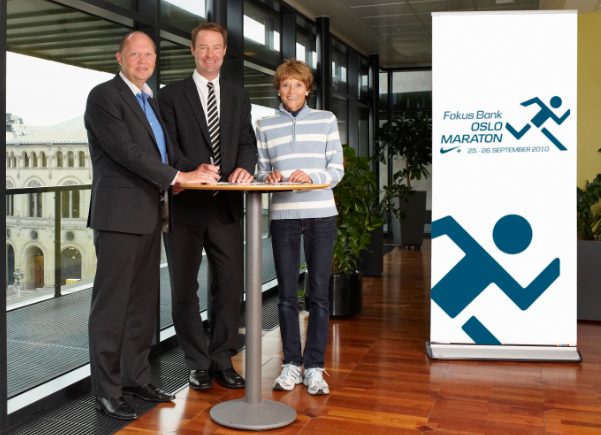 Fokus Bank
OSLO
MARATON
25 - 26 SEPTEMBER 2010